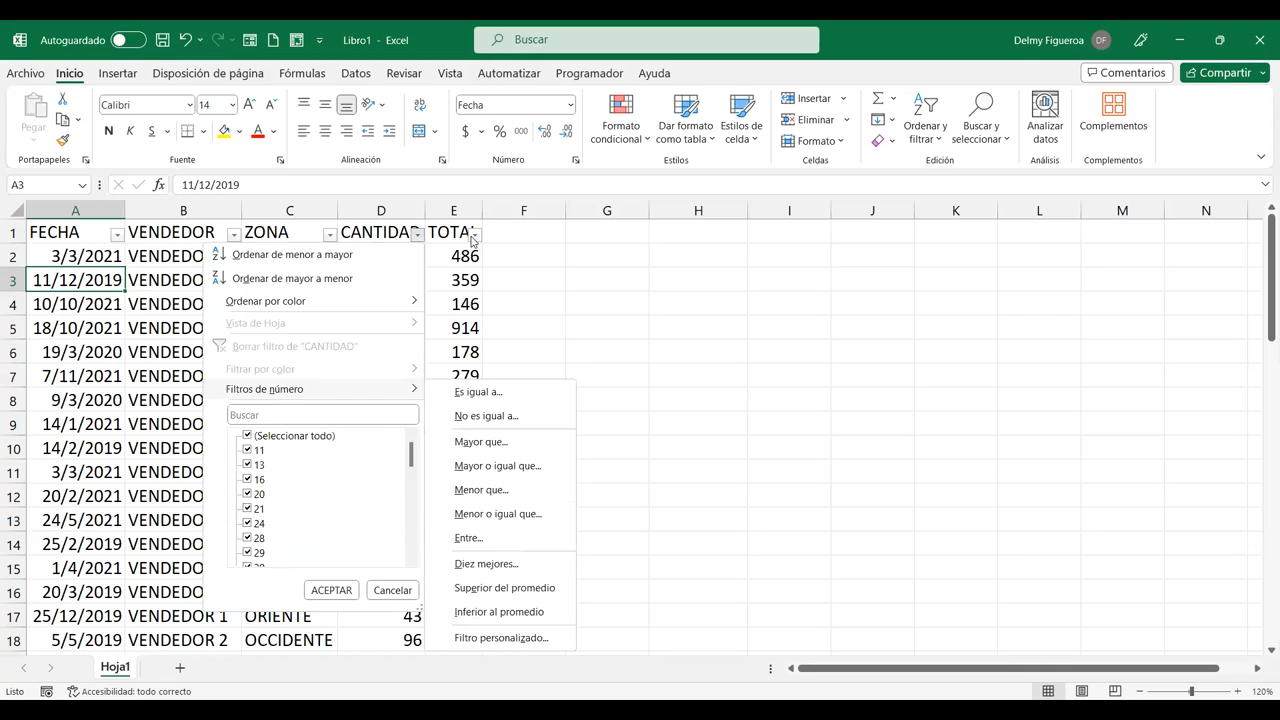 Autoguardado
Libro1 - Excel
Buscar
Delmy Figueroa DF
Archivo Inicio Insertar Disposición de página Fórmulas Datos Revisar Vista Automatizar Programador Ayuda
Comentarios Compartir
Pegar
Portapapeles
Calibri 14
N K S
Fuente
Alineación
Fecha
$ % 000
Número
Formato condicional
Dar formato como tabla
Estilos de celda
Estilos
Insertar
Eliminar
Formato
Celdas
Ordenar y filtrar
Buscar y seleccionar
Edición
Analizar datos
Análisis
Complementos
Complementos
A3 fx 11/12/2019
A B C D E F G H I J K L M N
1 FECHA VENDEDOR ZONA CANTIDAD TOTAL
2 3/3/2021 VENDEDO 486
3 11/12/2019 VENDEDO 359
4 10/10/2021 VENDEDO 146
5 18/10/2021 VENDEDO 914
6 19/3/2020 VENDEDO 178
7 7/11/2021 VENDEDO 279
8 9/3/2020 VENDEDO
9 14/1/2021 VENDEDO
10 14/2/2019 VENDEDO
11 3/3/2021 VENDEDO
12 20/2/2021 VENDEDO
13 24/5/2021 VENDEDO
14 25/2/2019 VENDEDO
15 1/4/2021 VENDEDO
16 20/3/2019 VENDEDO
17 25/12/2019 VENDEDOR 1 ORIENTE 43
18 5/5/2019 VENDEDOR 2 OCCIDENTE 96
Ordenar de menor a mayor
Ordenar de mayor a menor
Ordenar por color
Vista de Hoja
Borrar filtro de "CANTIDAD"
Filtrar por color
Filtros de número
Buscar
(Seleccionar todo)
11
13
16
20
21
24
28
29
ACEPTAR Cancelar
Es igual a...
No es igual a...
Mayor que...
Mayor o igual que...
Menor que...
Menor o igual que...
Entre...
Diez mejores...
Superior del promedio
Inferior al promedio
Filtro personalizado...
Hoja1
Listo Accesibilidad: todo correcto 120%